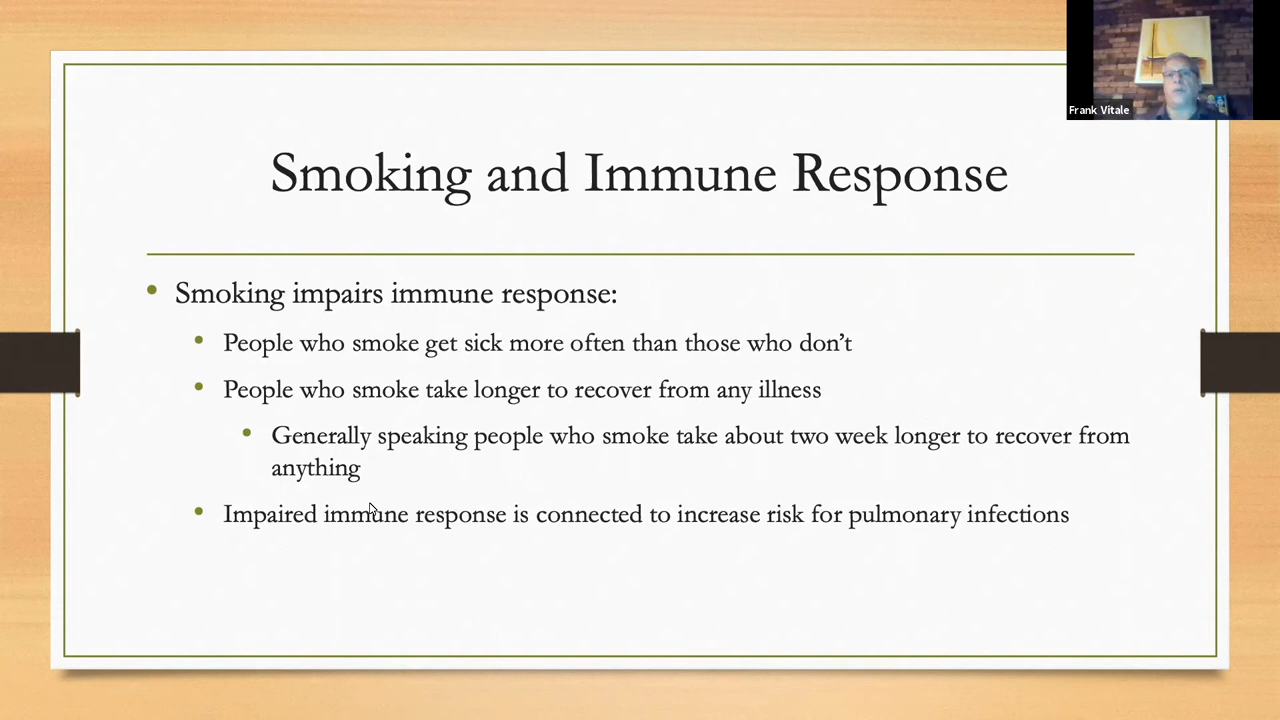 Frank Vitale
Smoking and Immune Response
• Smoking impairs immune response:
• People who smoke get sick more often than those who don’t
• People who smoke take longer to recover from any illness
• Generally speaking people who smoke take about two week longer to recover from
anything
• Impaired immune response is connected to increase risk for pulmonary infections